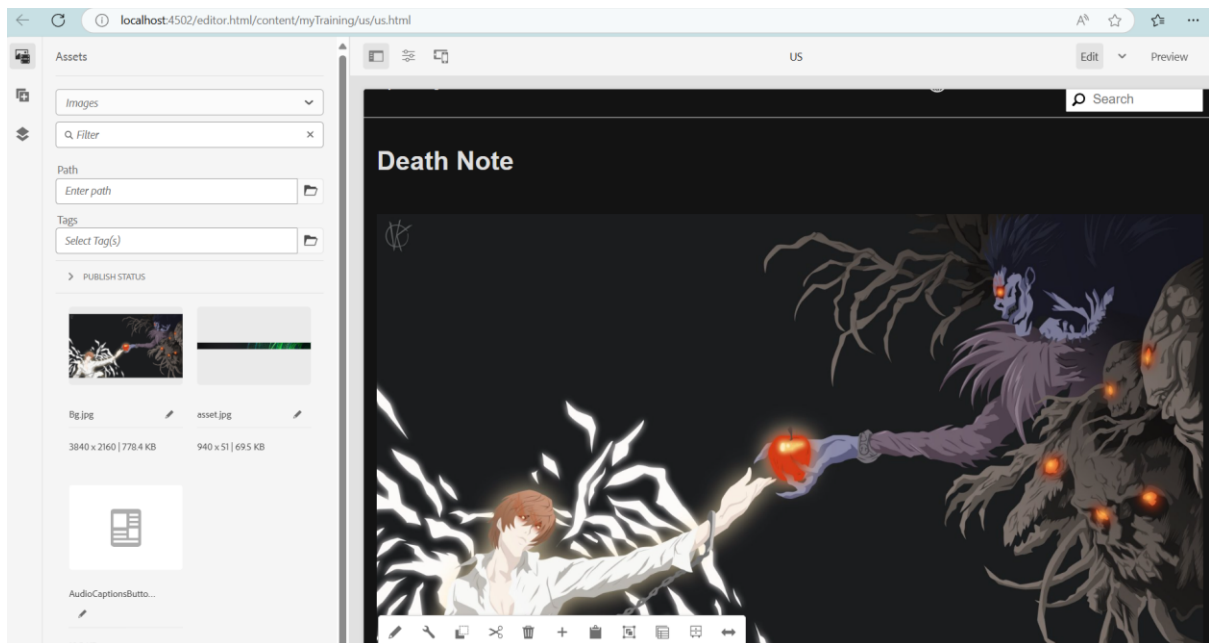 localhost:4502/editor.html/content/myTraining/us/us.html
Assets
US
Edit
Preview
Images
Filter
Search
Death Note
Path
Enter path
Tags
Select Tag(s)
PUBLISH STATUS
Bg.jpg
asset.jpg
3840 x 2160 | 778.4 KB
940 x 51 | 69.5 KB
AudioCaptionsButto...